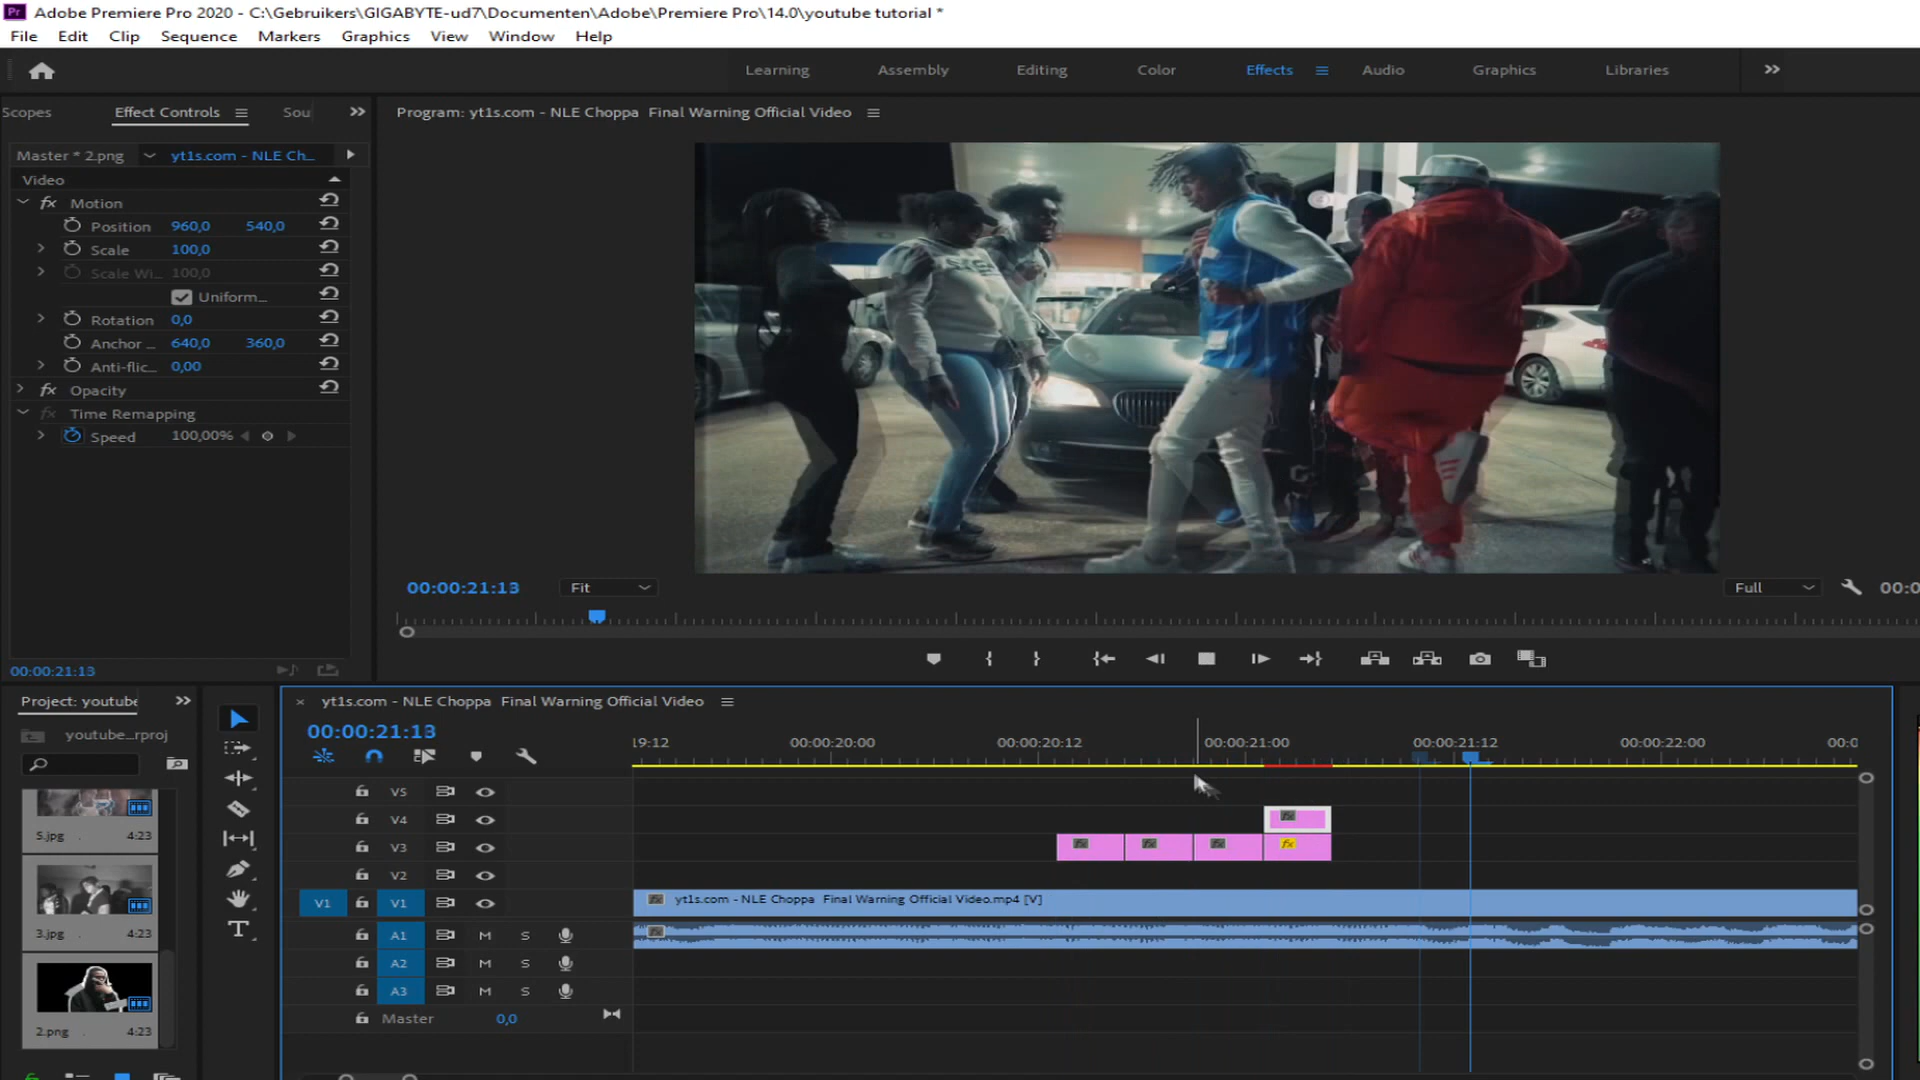 Adobe Premiere Pro 2020 - C:\Gebruikers\GIGABYTE-ud7\Documenten\Adobe\Premiere Pro\14.0\youtube tutorial *
File Edit Clip Sequence Markers Graphics View Window Help
Learning Assembly Editing Color Effects Audio Graphics Libraries
Scopes Effect Controls Sou Program: yt1s.com - NLE Choppa Final Warning Official Video
Master * 2.png yt1s.com - NLE Ch...
Video
fx Motion
Position 960,0 540,0
Scale 100,0
Scale Wi... 100,0
Uniform...
Rotation 0,0
Anchor ... 640,0 360,0
Anti-flic... 0,00
fx Opacity
fx Time Remapping
Speed 100,00%
00:00:21:13 Fit Full 00:0
00:00:21:13
Project: youtube yt1s.com - NLE Choppa Final Warning Official Video
youtube...rproj 00:00:21:13
19:12 00:00:20:00 00:00:20:12 00:00:21:00 00:00:21:12 00:00:22:00 00:0
V5
5.jpg 4:23 V4 fx
V3 fx fx fx fx
V2
V1 V1 fx yt1s.com - NLE Choppa Final Warning Official Video.mp4 [V]
3.jpg 4:23 A1 M S fx
A2 M S
A3 M S
2.png 4:23 Master 0,0